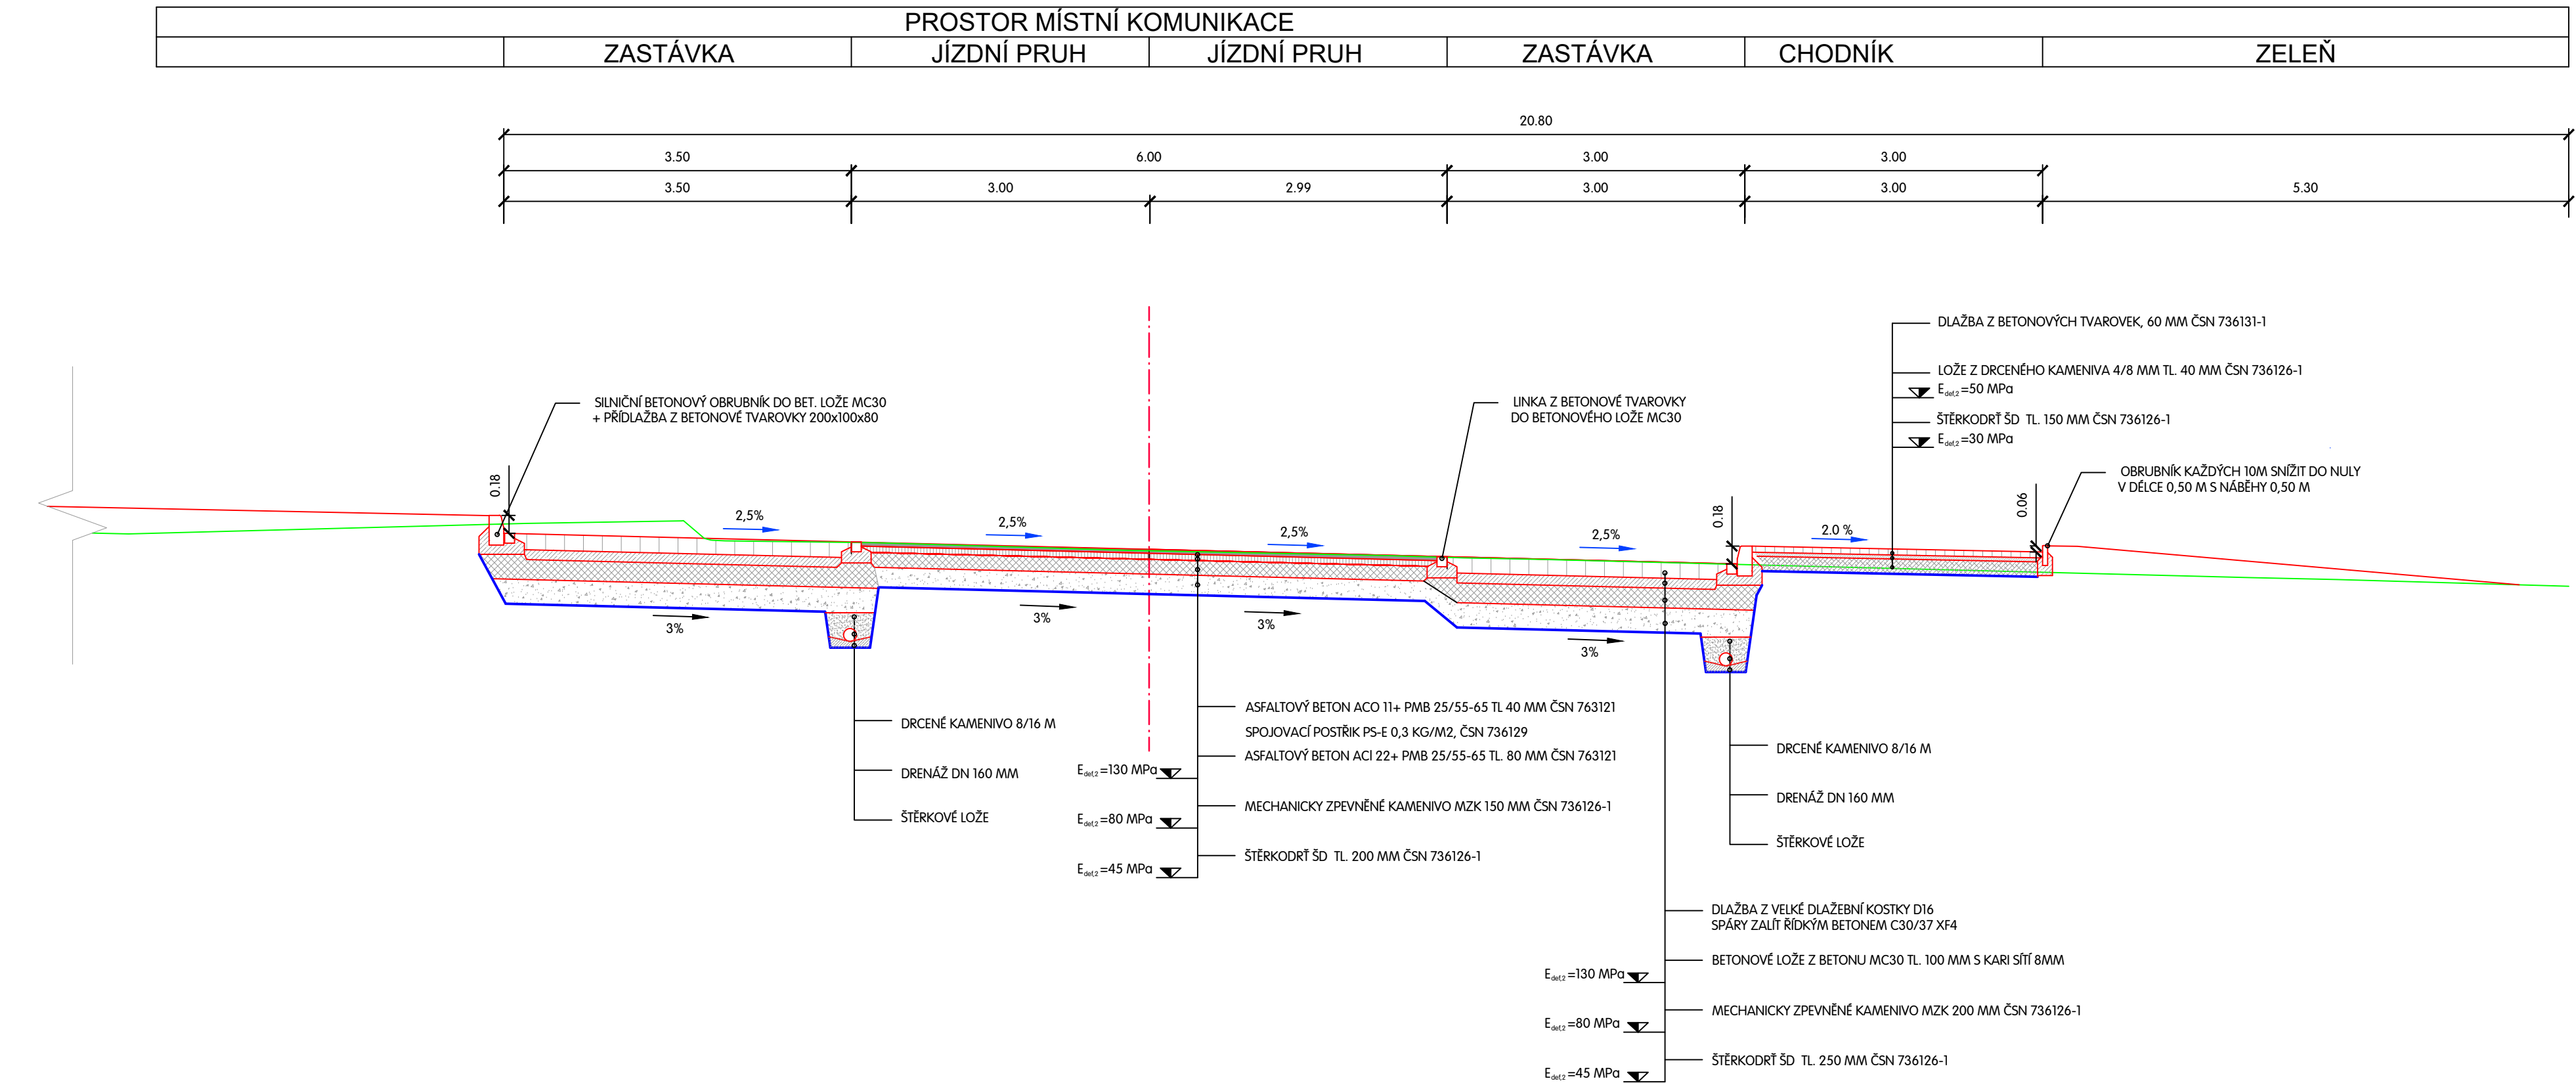 PROSTOR MÍSTNÍ KOMUNIKACE
ZASTÁVKA JÍZDNÍ PRUH JÍZDNÍ PRUH ZASTÁVKA CHODNÍK ZELEŇ
20.80
3.50 6.00 3.00 3.00
3.50 3.00 2.99 3.00 3.00 5.30
DLAŽBA Z BETONOVÝCH TVAROVEK, 60 MM ČSN 736131-1
LOŽE Z DRCENÉHO KAMENIVA 4/8 MM TL. 40 MM ČSN 736126-1
Edef,2=50 MPa
ŠTĚRKODRŤ ŠD TL. 150 MM ČSN 736126-1
Edef,2=30 MPa
SILNIČNÍ BETONOVÝ OBRUBNÍK DO BET. LOŽE MC30
+ PŘÍDLAŽBA Z BETONOVÉ TVAROVKY 200x100x80
LINKA Z BETONOVÉ TVAROVKY
DO BETONOVÉHO LOŽE MC30
OBRUBNÍK KAŽDÝCH 10M SNÍŽIT DO NULY
V DÉLCE 0,50 M S NÁBĚHY 0,50 M
0.18
0.18
0.06
2,5% 2,5% 2,5% 2,5% 2.0 %
3% 3% 3% 3%
DRCENÉ KAMENIVO 8/16 M
DRENÁŽ DN 160 MM
ŠTĚRKOVÉ LOŽE
ASFALTOVÝ BETON ACO 11+ PMB 25/55-65 TL 40 MM ČSN 763121
SPOJOVACÍ POSTŘIK PS-E 0,3 KG/M2, ČSN 736129
ASFALTOVÝ BETON ACl 22+ PMB 25/55-65 TL. 80 MM ČSN 763121
Edef,2=130 MPa
MECHANICKY ZPEVNĚNÉ KAMENIVO MZK 150 MM ČSN 736126-1
Edef,2=80 MPa
ŠTĚRKODRŤ ŠD TL. 200 MM ČSN 736126-1
Edef,2=45 MPa
DRCENÉ KAMENIVO 8/16 M
DRENÁŽ DN 160 MM
ŠTĚRKOVÉ LOŽE
DLAŽBA Z VELKÉ DLAŽEBNÍ KOSTKY D16
SPÁRY ZALÍT ŘÍDKÝM BETONEM C30/37 XF4
BETONOVÉ LOŽE Z BETONU MC30 TL. 100 MM S KARI SÍTÍ 8MM
Edef,2=130 MPa
MECHANICKY ZPEVNĚNÉ KAMENIVO MZK 200 MM ČSN 736126-1
Edef,2=80 MPa
ŠTĚRKODRŤ ŠD TL. 250 MM ČSN 736126-1
Edef,2=45 MPa